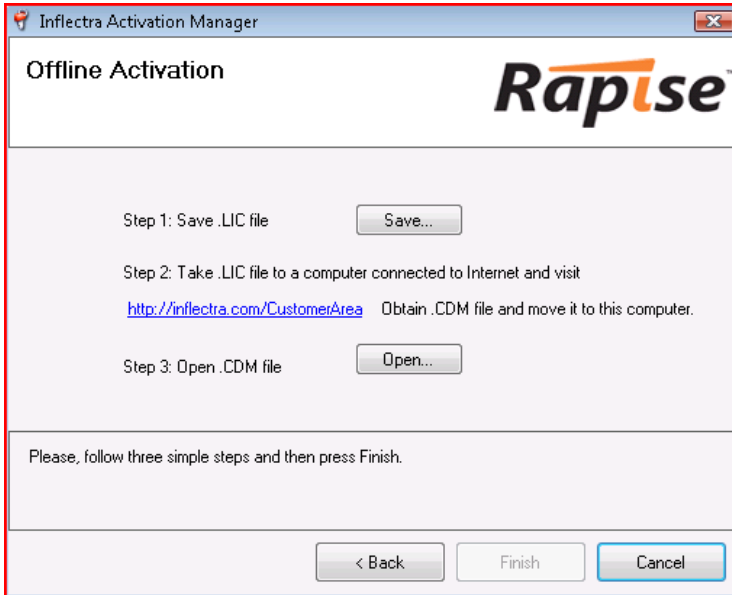 Inflectra Activation Manager
Offline Activation
Rapise
Step 1: Save .LIC file
Save...
Step 2: Take .LIC file to a computer connected to Internet and visit
http://inflectra.com/CustomerArea Obtain .CDM file and move it to this computer.
Step 3: Open .CDM file
Open...
Please, follow three simple steps and then press Finish.
< Back
Finish
Cancel